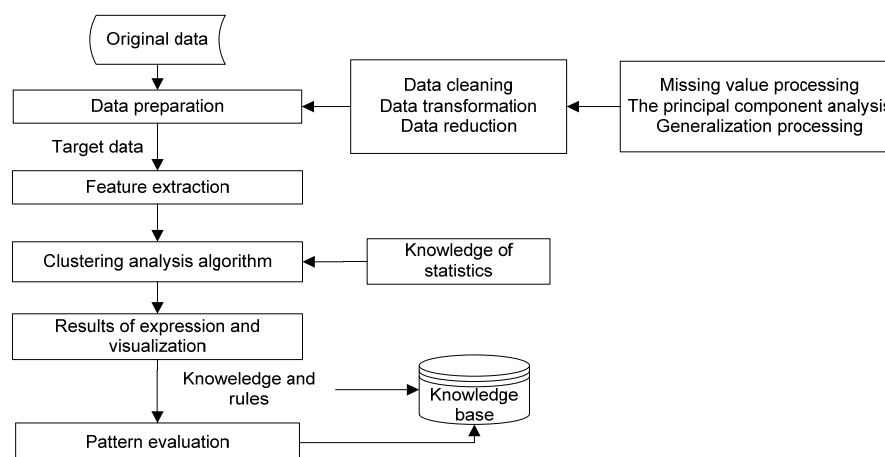 Original data
Data preparation
Data cleaning
Data transformation
Data reduction
Missing value processing
The principal component analysis
Generalization processing
Target data
Feature extraction
Clustering analysis algorithm
Knowledge of
statistics
Results of expression and
visualization
Knoweledge and
rules
Knowledge
base
Pattern evaluation